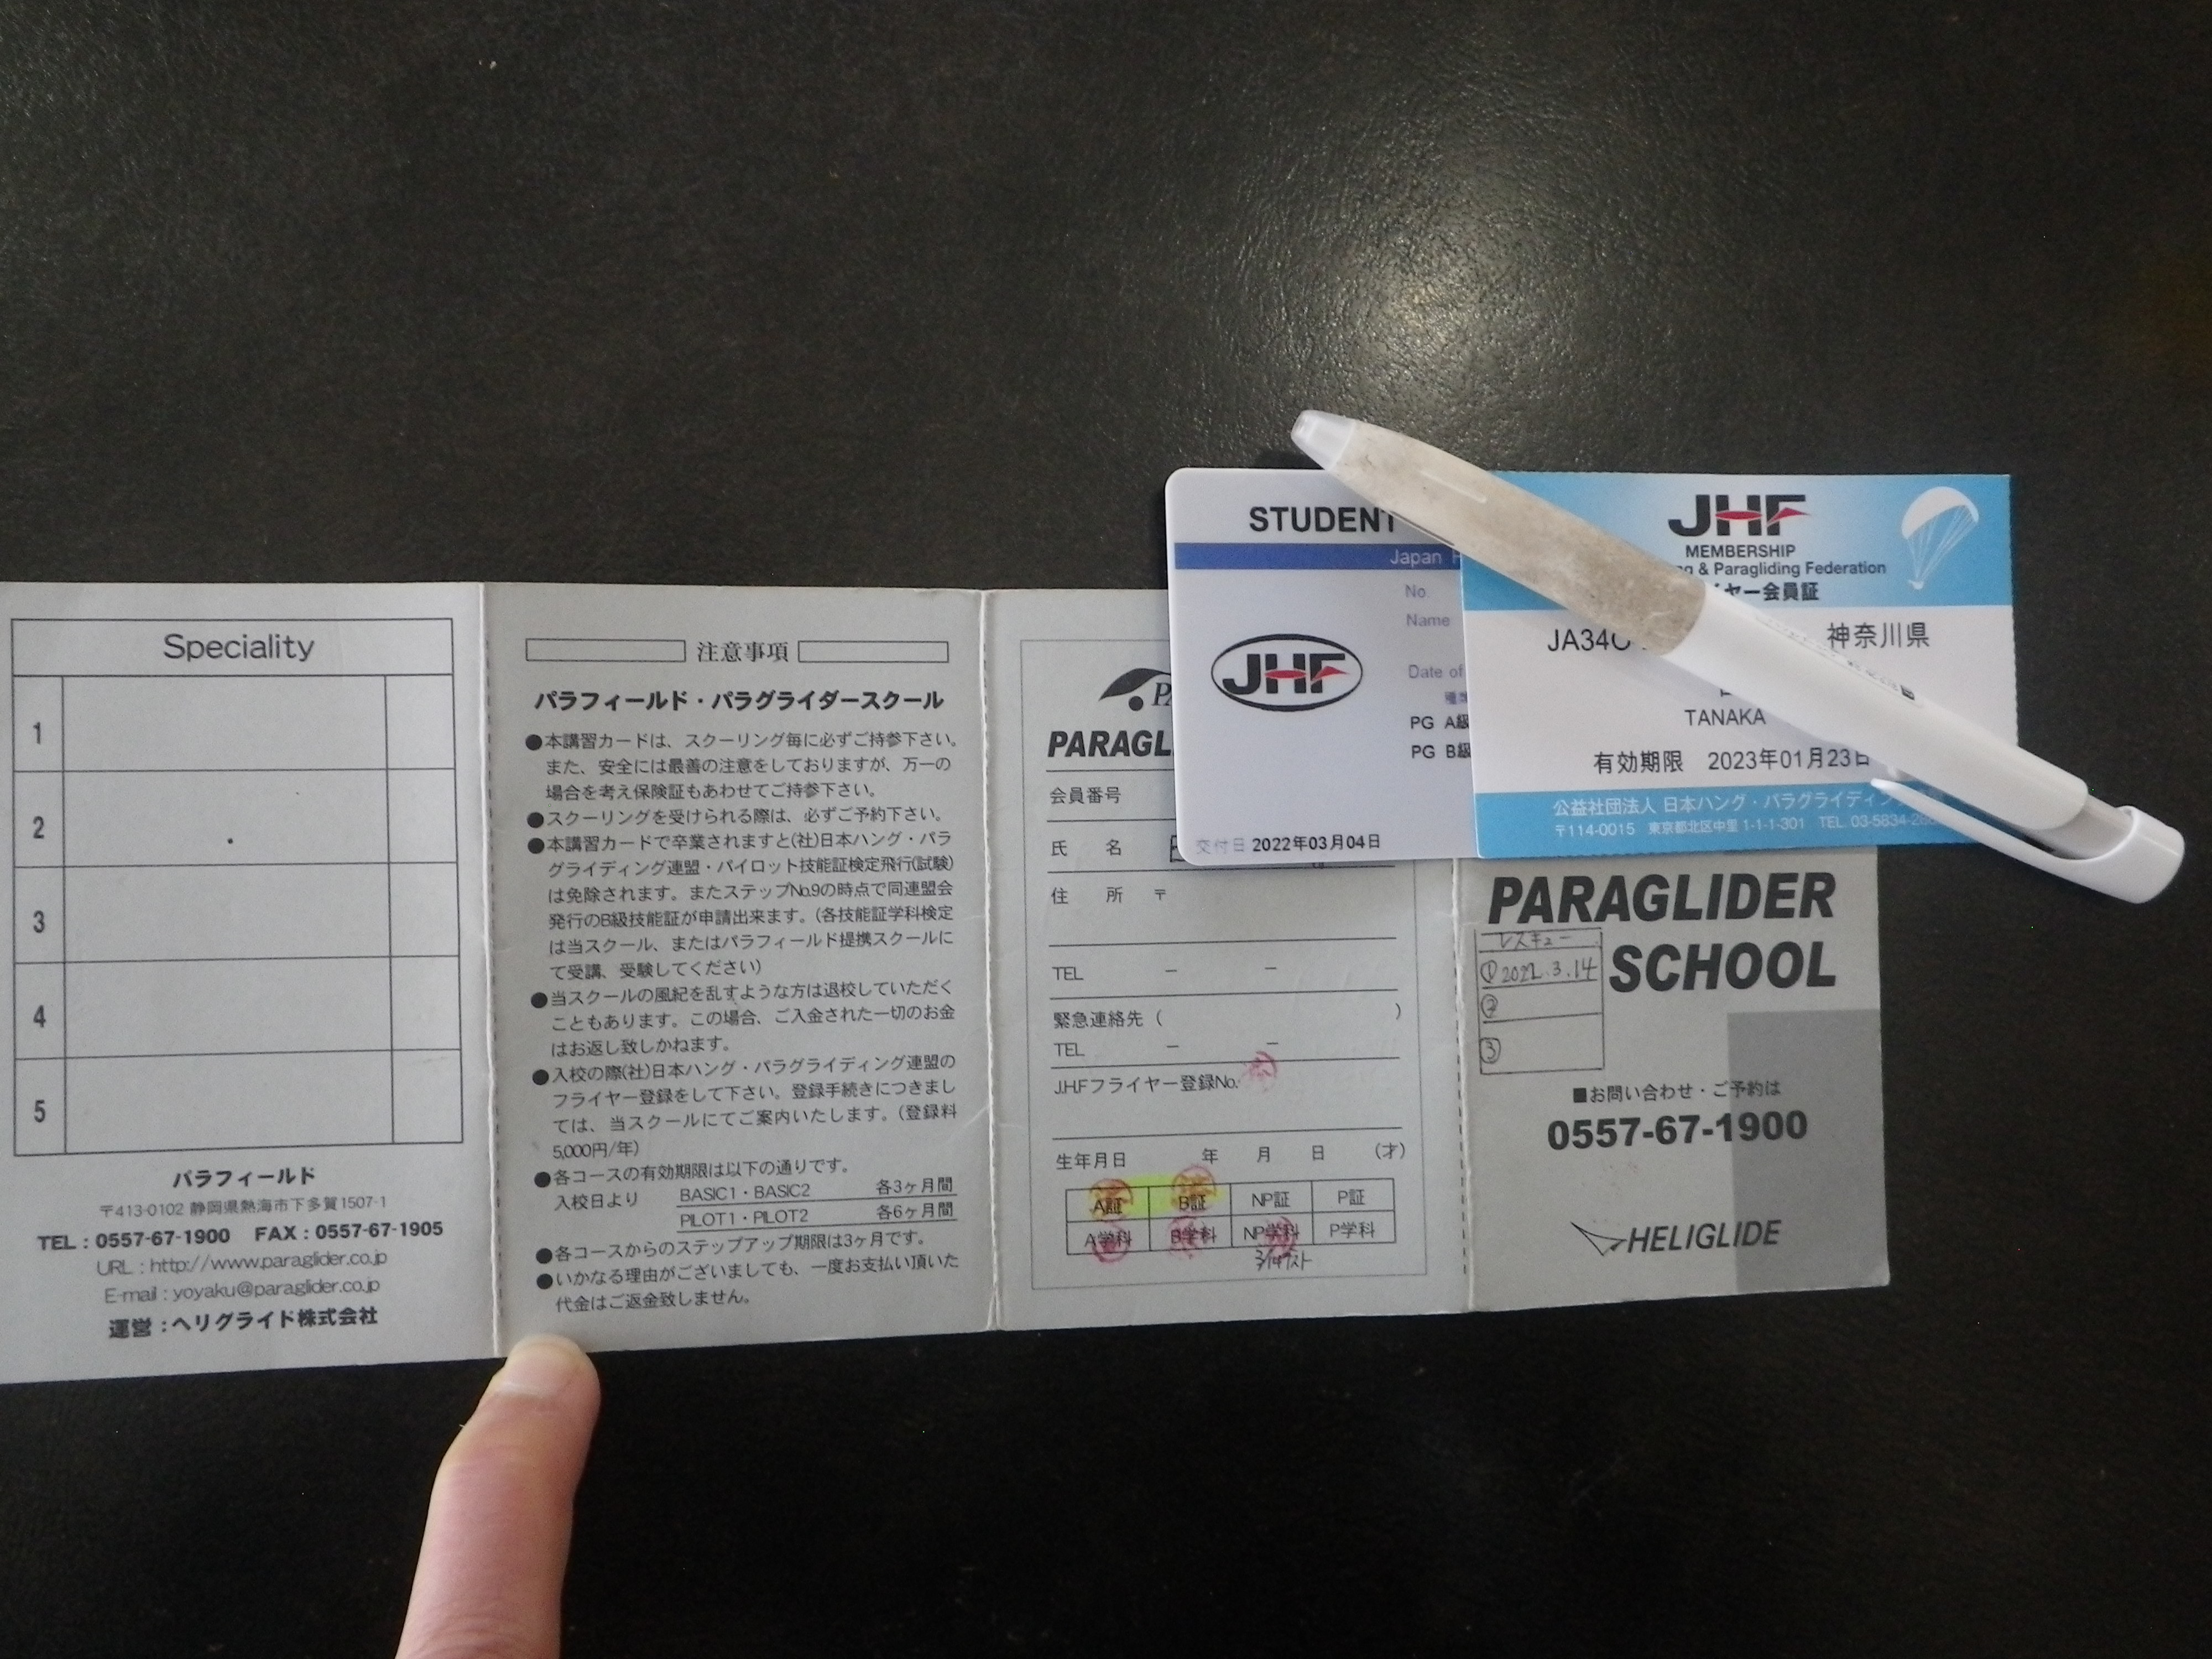 Speciality
1
2
3
4
5
パラフィールド
〒413-0102 静岡県熱海市下多賀1507-1
TEL : 0557-67-1900 FAX : 0557-67-1905
URL : http://www.paraglider.co.jp
E-mail : yoyaku@paraglider.co.jp
運営 : ヘリグライド株式会社
注意事項
パラフィールド・パラグライダースクール
●本講習カードは、スクーリング毎に必ずご持参下さい。
また、安全には最善の注意をしておりますが、万一の
場合を考え保険証もあわせてご持参下さい。
●スクーリングを受けられる際は、必ずご予約下さい。
●本講習カードで卒業されますと(社)日本ハング・パラ
グライディング連盟・パイロット技能証検定飛行(試験)
は免除されます。またステップNo.9の時点で同連盟会
発行のB級技能証が申請出来ます。(各技能証学科検定
は当スクール、またはパラフィールド提携スクールに
て受講、受験してください)
●当スクールの風紀を乱すような方は退校していただく
こともあります。この場合、ご入金された一切のお金
はお返し致しかねます。
●入校の際(社)日本ハング・パラグライディング連盟の
フライヤー登録をして下さい。登録手続きにつきまし
ては、当スクールにてご案内いたします。(登録料
5,000円/年)
●各コースの有効期限は以下の通りです。
入校日より BASIC1・BASIC2 各3ヶ月間
PILOT1・PILOT2 各6ヶ月間
●各コースからのステップアップ期限は3ヶ月です。
●いかなる理由がございましても、一度お支払い頂いた
代金はご返金致しません。
PARAGL
会員番号
氏 名
住 所 〒
TEL － －
緊急連絡先 ( )
TEL － －
J.H.Fフライヤー登録No.
生年月日 年 月 日 (才)
A証 B証 NP証 P証
A学科 B学科 NP学科 P学科
STUDENT
Japan
No.
Name
JHF
Date of
PG A級
PG B級
交付日 2022年03月04日
JHF
MEMBERSHIP
& Paragliding Federation
ヤー会員証
JA34 神奈川県
TANAKA
有効期限 2023年01月23日
公益社団法人 日本ハング・パラグライディン
〒114-0015 東京都北区中里 1-1-1-301 TEL. 03-5834-
PARAGLIDER
SCHOOL
レスキュー
① 2022.3.14
②
③
■お問い合わせ・ご予約は
0557-67-1900
HELIGLIDE